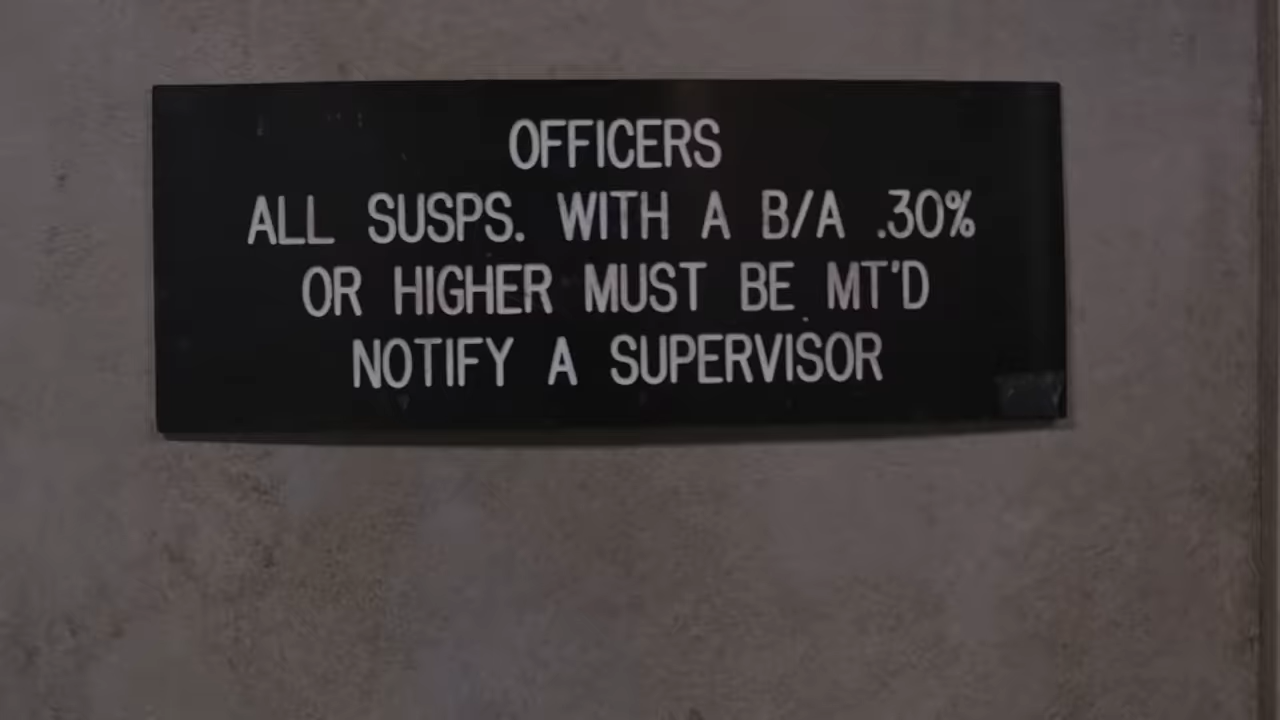 OFFICERS
ALL SUSPS. WITH A B/A .30%
OR HIGHER MUST BE MT'D
NOTIFY A SUPERVISOR